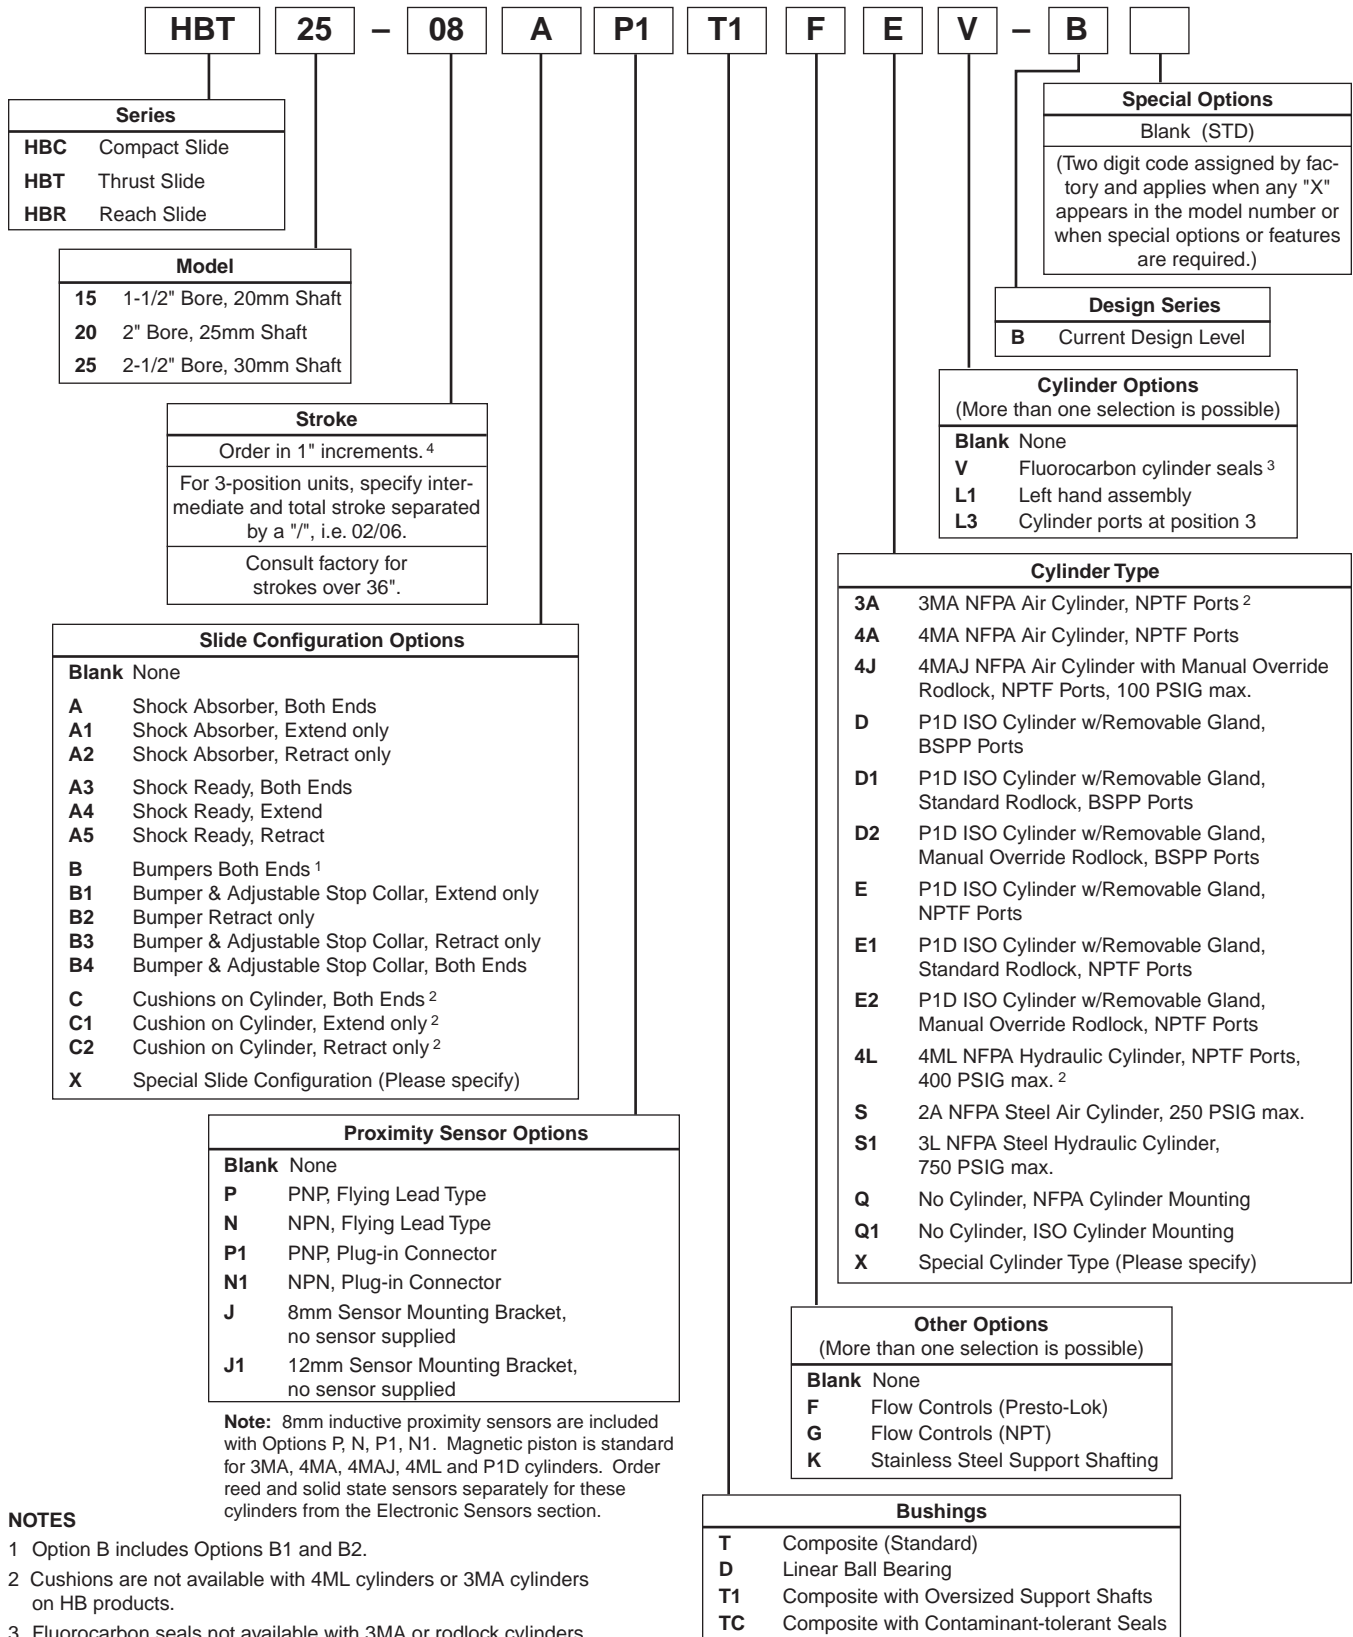 HBT 25 – 08 A P1 T1 F E V – B
Series
HBC Compact Slide
HBT Thrust Slide
HBR Reach Slide
Model
15 1-1/2" Bore, 20mm Shaft
20 2" Bore, 25mm Shaft
25 2-1/2" Bore, 30mm Shaft
Stroke
Order in 1" increments. 4
For 3-position units, specify inter-
mediate and total stroke separated
by a "/", i.e. 02/06.
Consult factory for
strokes over 36".
Slide Configuration Options
Blank None
A Shock Absorber, Both Ends
A1 Shock Absorber, Extend only
A2 Shock Absorber, Retract only
A3 Shock Ready, Both Ends
A4 Shock Ready, Extend
A5 Shock Ready, Retract
B Bumpers Both Ends 1
B1 Bumper & Adjustable Stop Collar, Extend only
B2 Bumper Retract only
B3 Bumper & Adjustable Stop Collar, Retract only
B4 Bumper & Adjustable Stop Collar, Both Ends
C Cushions on Cylinder, Both Ends 2
C1 Cushion on Cylinder, Extend only 2
C2 Cushion on Cylinder, Retract only 2
X Special Slide Configuration (Please specify)
Proximity Sensor Options
Blank None
P PNP, Flying Lead Type
N NPN, Flying Lead Type
P1 PNP, Plug-in Connector
N1 NPN, Plug-in Connector
J 8mm Sensor Mounting Bracket,
no sensor supplied
J1 12mm Sensor Mounting Bracket,
no sensor supplied
Note: 8mm inductive proximity sensors are included
with Options P, N, P1, N1. Magnetic piston is standard
for 3MA, 4MA, 4MAJ, 4ML and P1D cylinders. Order
reed and solid state sensors separately for these
cylinders from the Electronic Sensors section.
NOTES
1 Option B includes Options B1 and B2.
2 Cushions are not available with 4ML cylinders or 3MA cylinders
on HB products.
3 Fluorocarbon seals not available with 3MA or rodlock cylinders
Special Options
Blank (STD)
(Two digit code assigned by fac-
tory and applies when any "X"
appears in the model number or
when special options or features
are required.)
Design Series
B Current Design Level
Cylinder Options
(More than one selection is possible)
Blank None
V Fluorocarbon cylinder seals 3
L1 Left hand assembly
L3 Cylinder ports at position 3
Cylinder Type
3A 3MA NFPA Air Cylinder, NPTF Ports 2
4A 4MA NFPA Air Cylinder, NPTF Ports
4J 4MAJ NFPA Air Cylinder with Manual Override
Rodlock, NPTF Ports, 100 PSIG max.
D P1D ISO Cylinder w/Removable Gland,
BSPP Ports
D1 P1D ISO Cylinder w/Removable Gland,
Standard Rodlock, BSPP Ports
D2 P1D ISO Cylinder w/Removable Gland,
Manual Override Rodlock, BSPP Ports
E P1D ISO Cylinder w/Removable Gland,
NPTF Ports
E1 P1D ISO Cylinder w/Removable Gland,
Standard Rodlock, NPTF Ports
E2 P1D ISO Cylinder w/Removable Gland,
Manual Override Rodlock, NPTF Ports
4L 4ML NFPA Hydraulic Cylinder, NPTF Ports,
400 PSIG max. 2
S 2A NFPA Steel Air Cylinder, 250 PSIG max.
S1 3L NFPA Steel Hydraulic Cylinder,
750 PSIG max.
Q No Cylinder, NFPA Cylinder Mounting
Q1 No Cylinder, ISO Cylinder Mounting
X Special Cylinder Type (Please specify)
Other Options
(More than one selection is possible)
Blank None
F Flow Controls (Presto-Lok)
G Flow Controls (NPT)
K Stainless Steel Support Shafting
Bushings
T Composite (Standard)
D Linear Ball Bearing
T1 Composite with Oversized Support Shafts
TC Composite with Contaminant-tolerant Seals